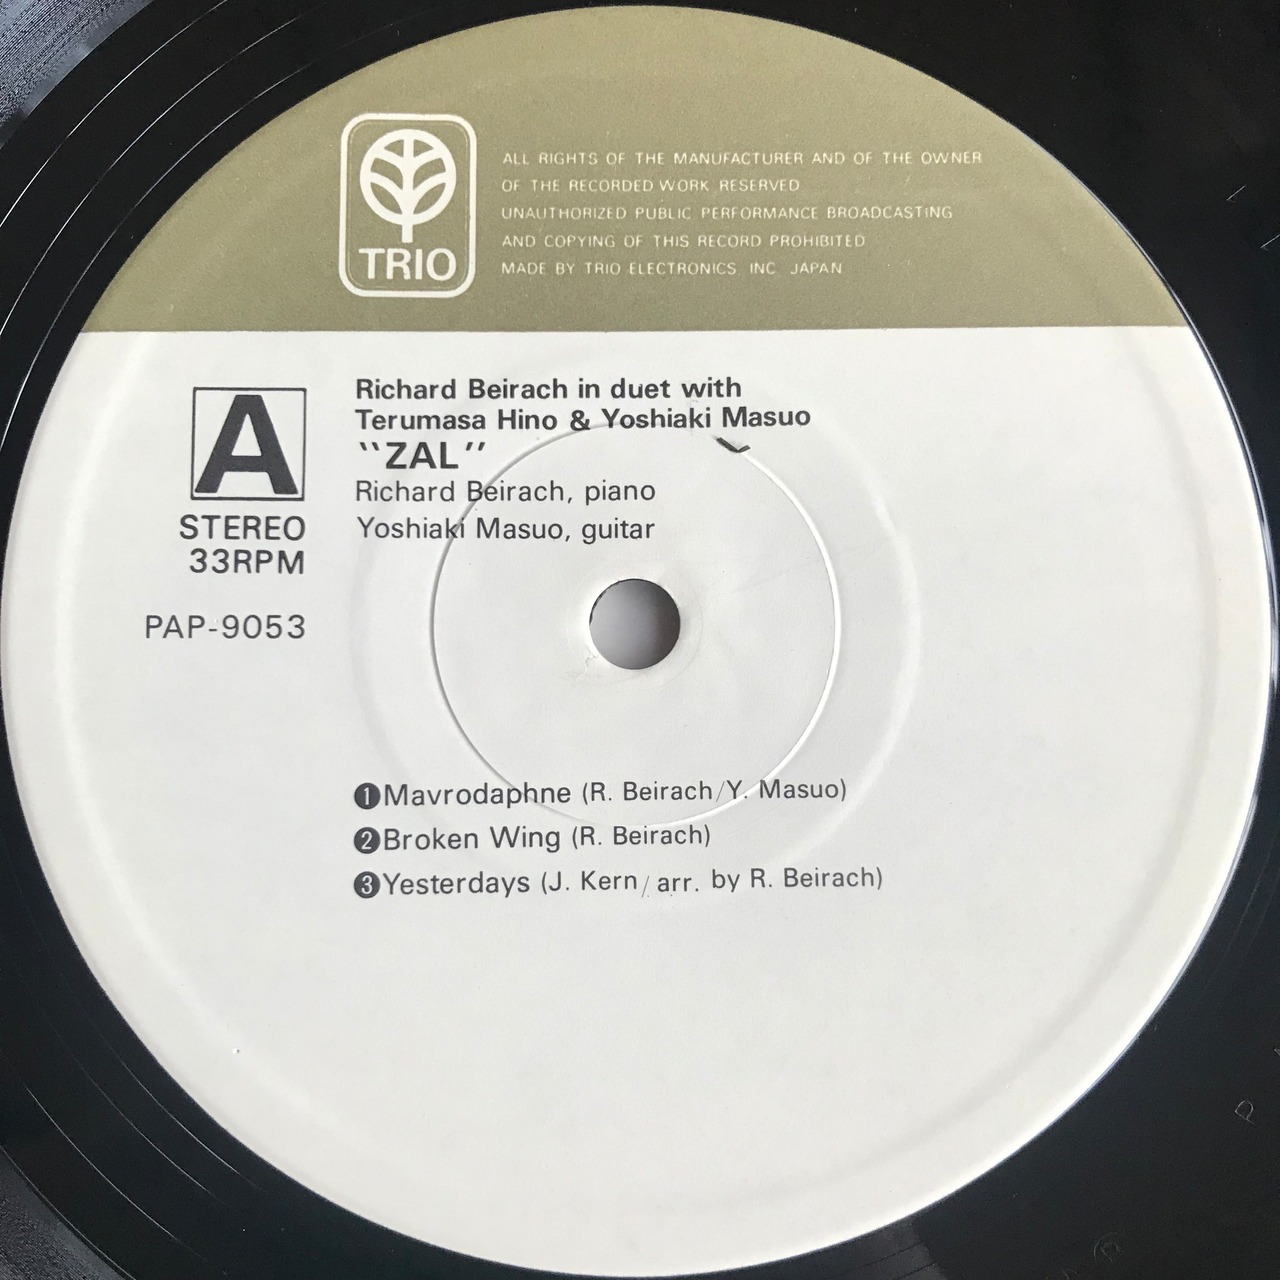 TRIO
ALL RIGHTS OF THE MANUFACTURER AND OF THE OWNER
OF THE RECORDED WORK RESERVED
UNAUTHORIZED PUBLIC PERFORMANCE BROADCASTING
AND COPYING OF THIS RECORD PROHIBITED
MADE BY TRIO ELECTRONICS INC JAPAN
A
STEREO
33RPM
PAP-9053
Richard Beirach in duet with
Terumasa Hino & Yoshiaki Masuo
"ZAL"
Richard Beirach, piano
Yoshiaki Masuo, guitar
❶Mavrodaphne (R. Beirach/Y. Masuo)
❷Broken Wing (R. Beirach)
❸Yesterdays (J. Kern/arr. by R. Beirach)
P